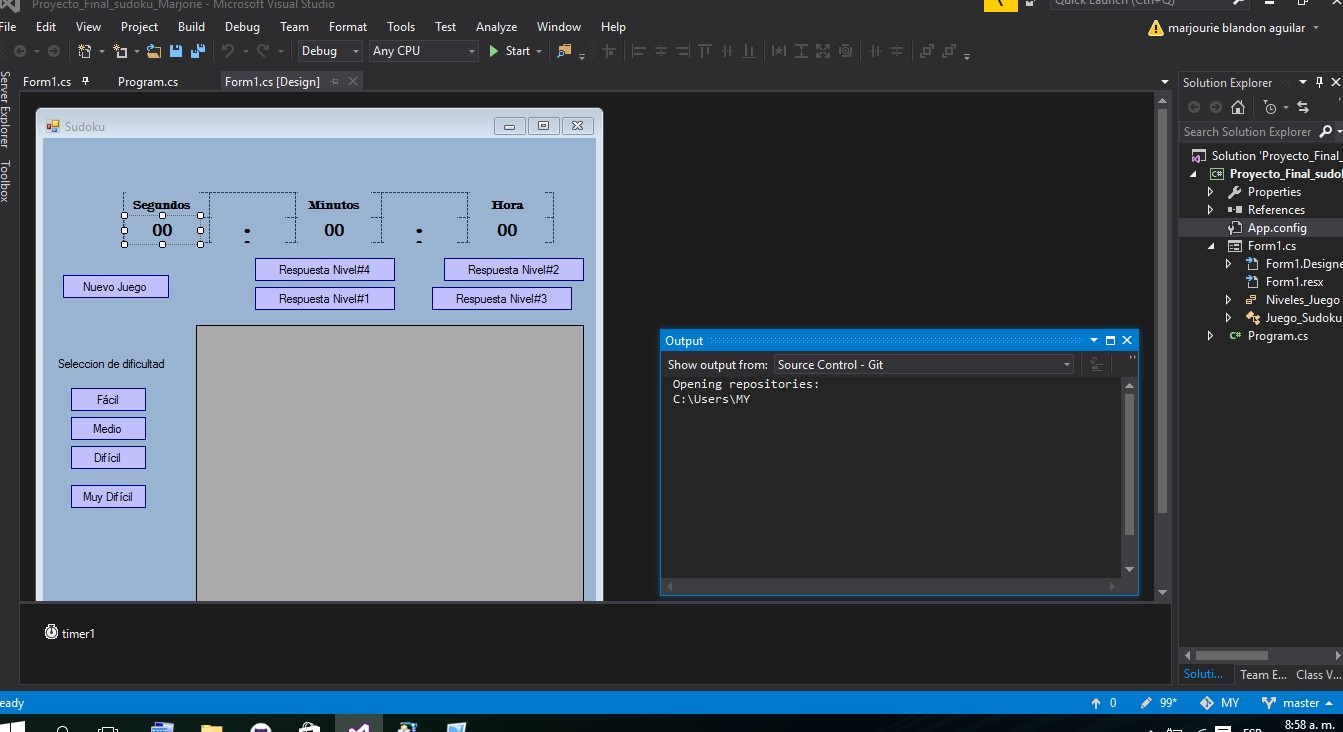 Proyecto_Final_sudoku_Marjorie - Microsoft Visual Studio
Quick Launch (Ctrl+Q)
File Edit View Project Build Debug Team Format Tools Test Analyze Window Help
marjourie blandon aguilar
Debug Any CPU Start
Form1.cs Program.cs Form1.cs [Design]
Server Explorer
Toolbox
Sudoku
Segundos Minutos Hora
00 : 00 : 00
Respuesta Nivel#4 Respuesta Nivel#2
Nuevo Juego
Respuesta Nivel#1 Respuesta Nivel#3
Seleccion de dificultad
Fácil
Medio
Difícil
Muy Difícil
Output
Show output from: Source Control - Git
Opening repositories:
C:\Users\MY
timer1
Solution Explorer
Search Solution Explorer
Solution 'Proyecto_Final_
Proyecto_Final_sudo
Properties
References
App.config
Form1.cs
Form1.Designe
Form1.resx
Niveles_Juego
Juego_Sudoku
Program.cs
Soluti... Team E... Class V...
eady 0 99* MY master
ESP 8:58 a. m.